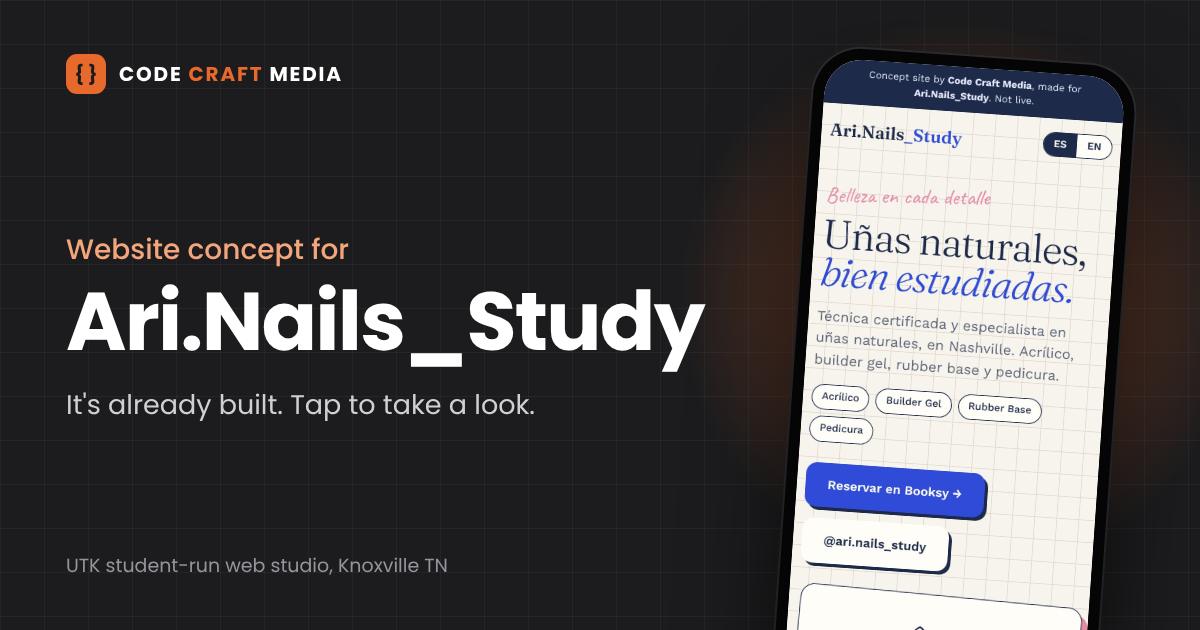 { } CODE CRAFT MEDIA
Website concept for
Ari.Nails_Study
It's already built. Tap to take a look.
UTK student-run web studio, Knoxville TN
Concept site by Code Craft Media, made for
Ari.Nails_Study. Not live.
Ari.Nails_Study
ES EN
Belleza en cada detalle
Uñas naturales,
bien estudiadas.
Técnica certificada y especialista en
uñas naturales, en Nashville. Acrílico,
builder gel, rubber base y pedicura.
Acrílico Builder Gel Rubber Base
Pedicura
Reservar en Booksy →
@ari.nails_study